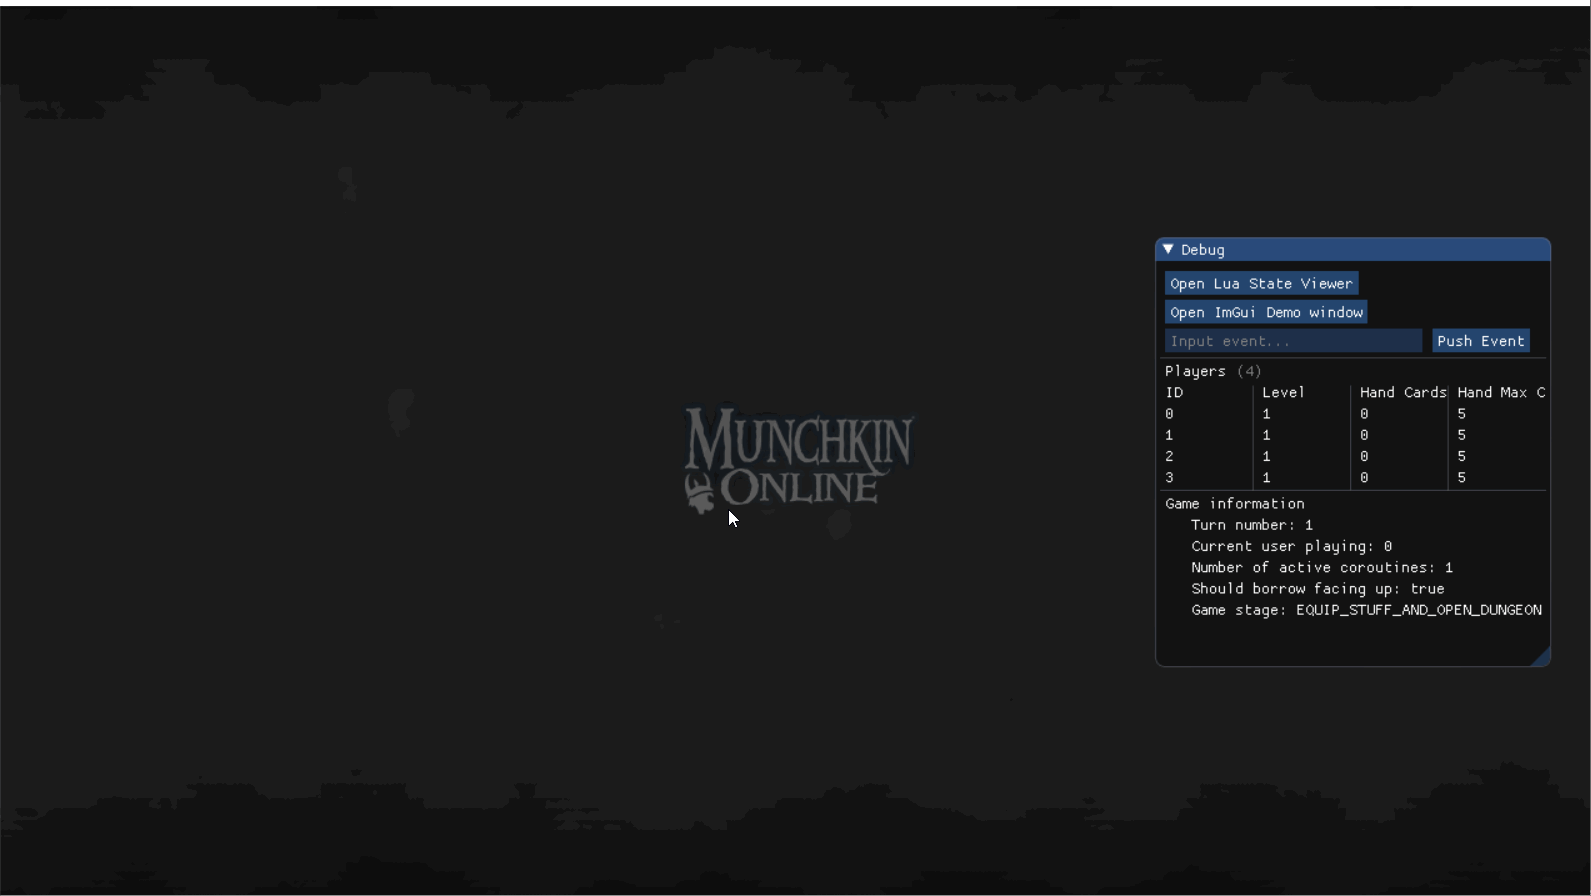 Debug
Open Lua State Viewer
Open ImGui Demo window
Input event... Push Event
Players (4)
ID Level Hand Cards Hand Max C
0 1 0 5
1 1 0 5
2 1 0 5
3 1 0 5
MUNCHKIN
ONLINE
Game information
Turn number: 1
Current user playing: 0
Number of active coroutines: 1
Should borrow facing up: true
Game stage: EQUIP_STUFF_AND_OPEN_DUNGEON